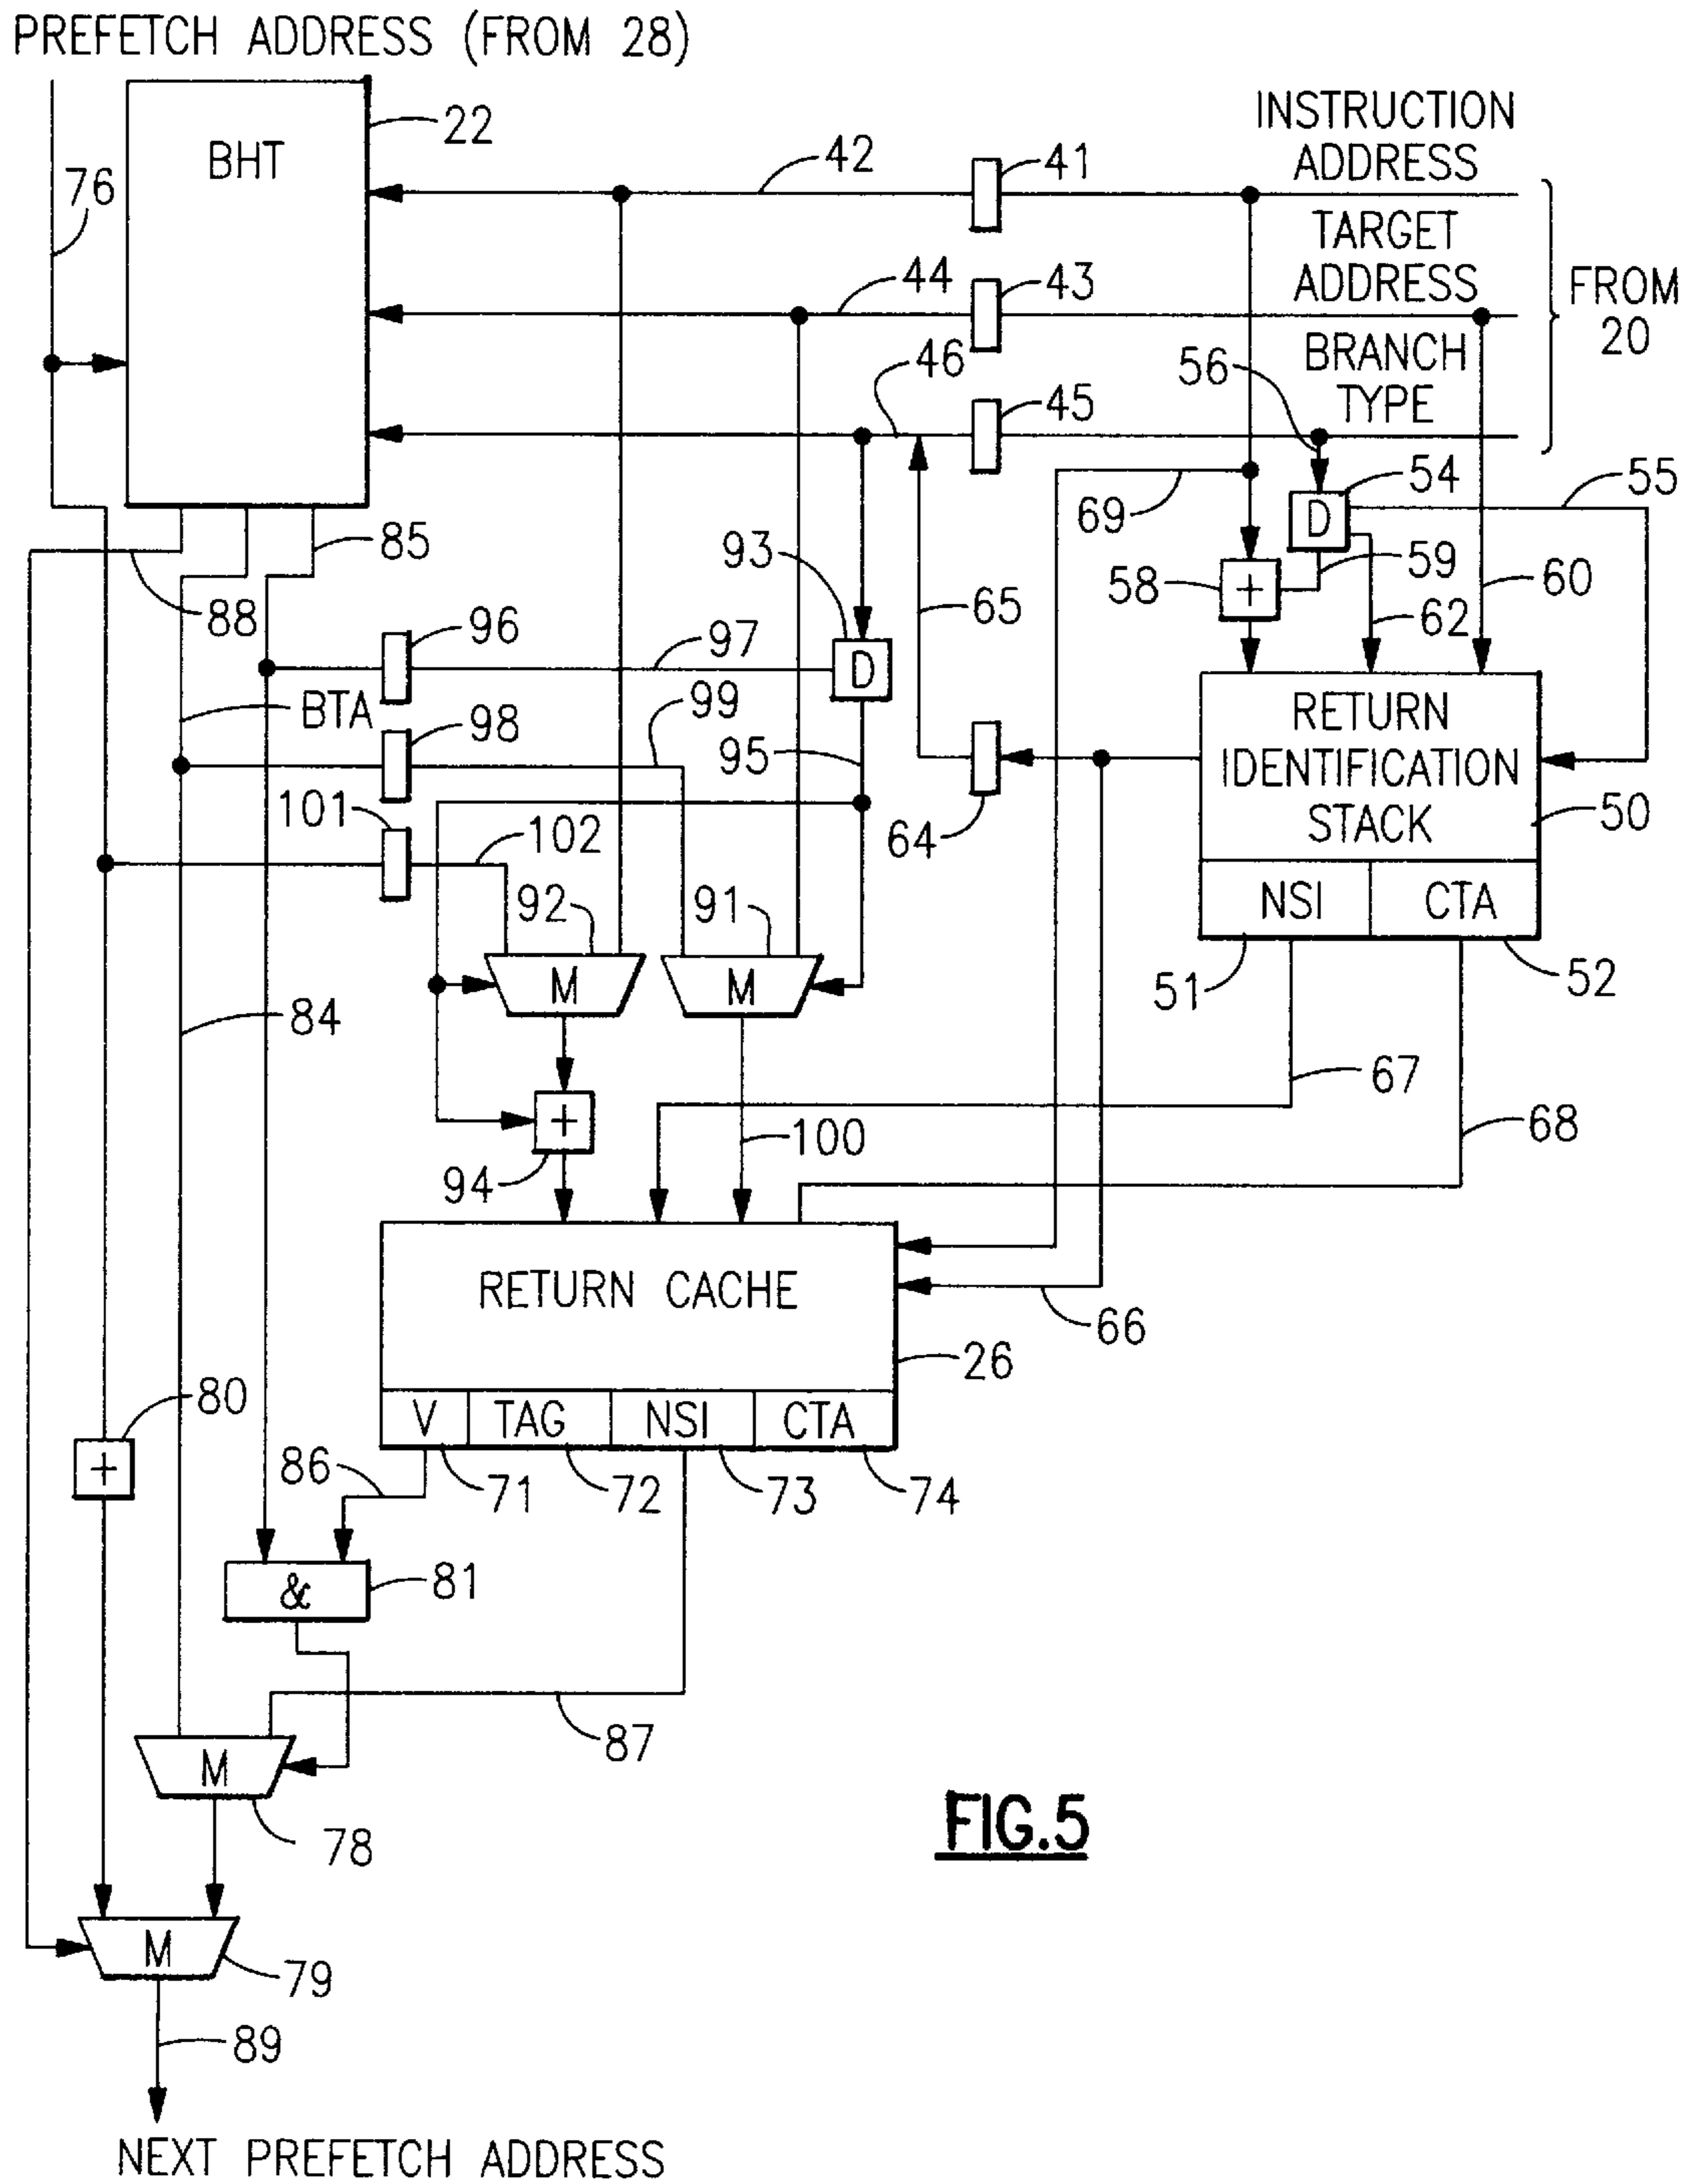 PREFETCH ADDRESS (FROM 28)
22
BHT
76
42
41
INSTRUCTION
ADDRESS
TARGET
ADDRESS
44
43
FROM
20
BRANCH
TYPE
46
45
56
54
55
69
D
85
93
58
+
59
60
88
65
62
96
97
D
BTA
98
99
95
RETURN
IDENTIFICATION
STACK
50
101
102
64
92
91
NSI
CTA
M
M
51
52
84
67
68
+
100
94
RETURN CACHE
66
26
80
V
TAG
NSI
CTA
+
86
71
72
73
74
&
81
87
M
78
FIG.5
M
79
89
NEXT PREFETCH ADDRESS